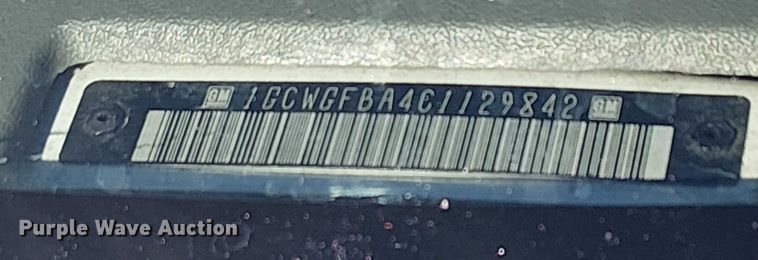 GM 1GCWGFBA4C1129842 GM
Purple Wave Auction